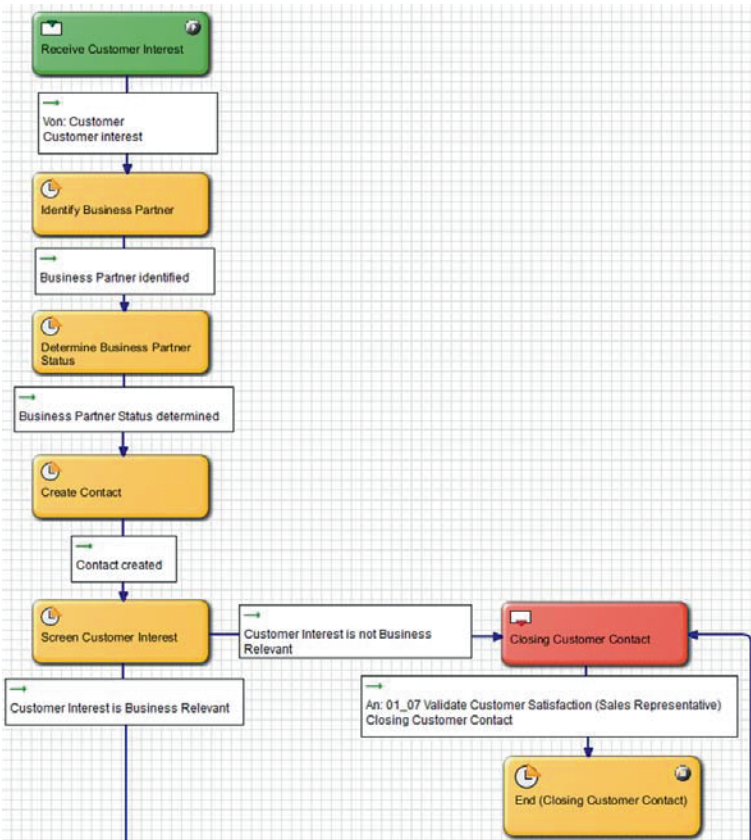 Receive Customer Interest
Von: Customer
Customer interest
Identify Business Partner
Business Partner identified
Determine Business Partner
Status
Business Partner Status determined
Create Contact
Contact created
Screen Customer Interest
Customer Interest is not Business
Relevant
Closing Customer Contact
Customer Interest is Business Relevant
An: 01_07 Validate Customer Satisfaction (Sales Representative)
Closing Customer Contact
End (Closing Customer Contact)